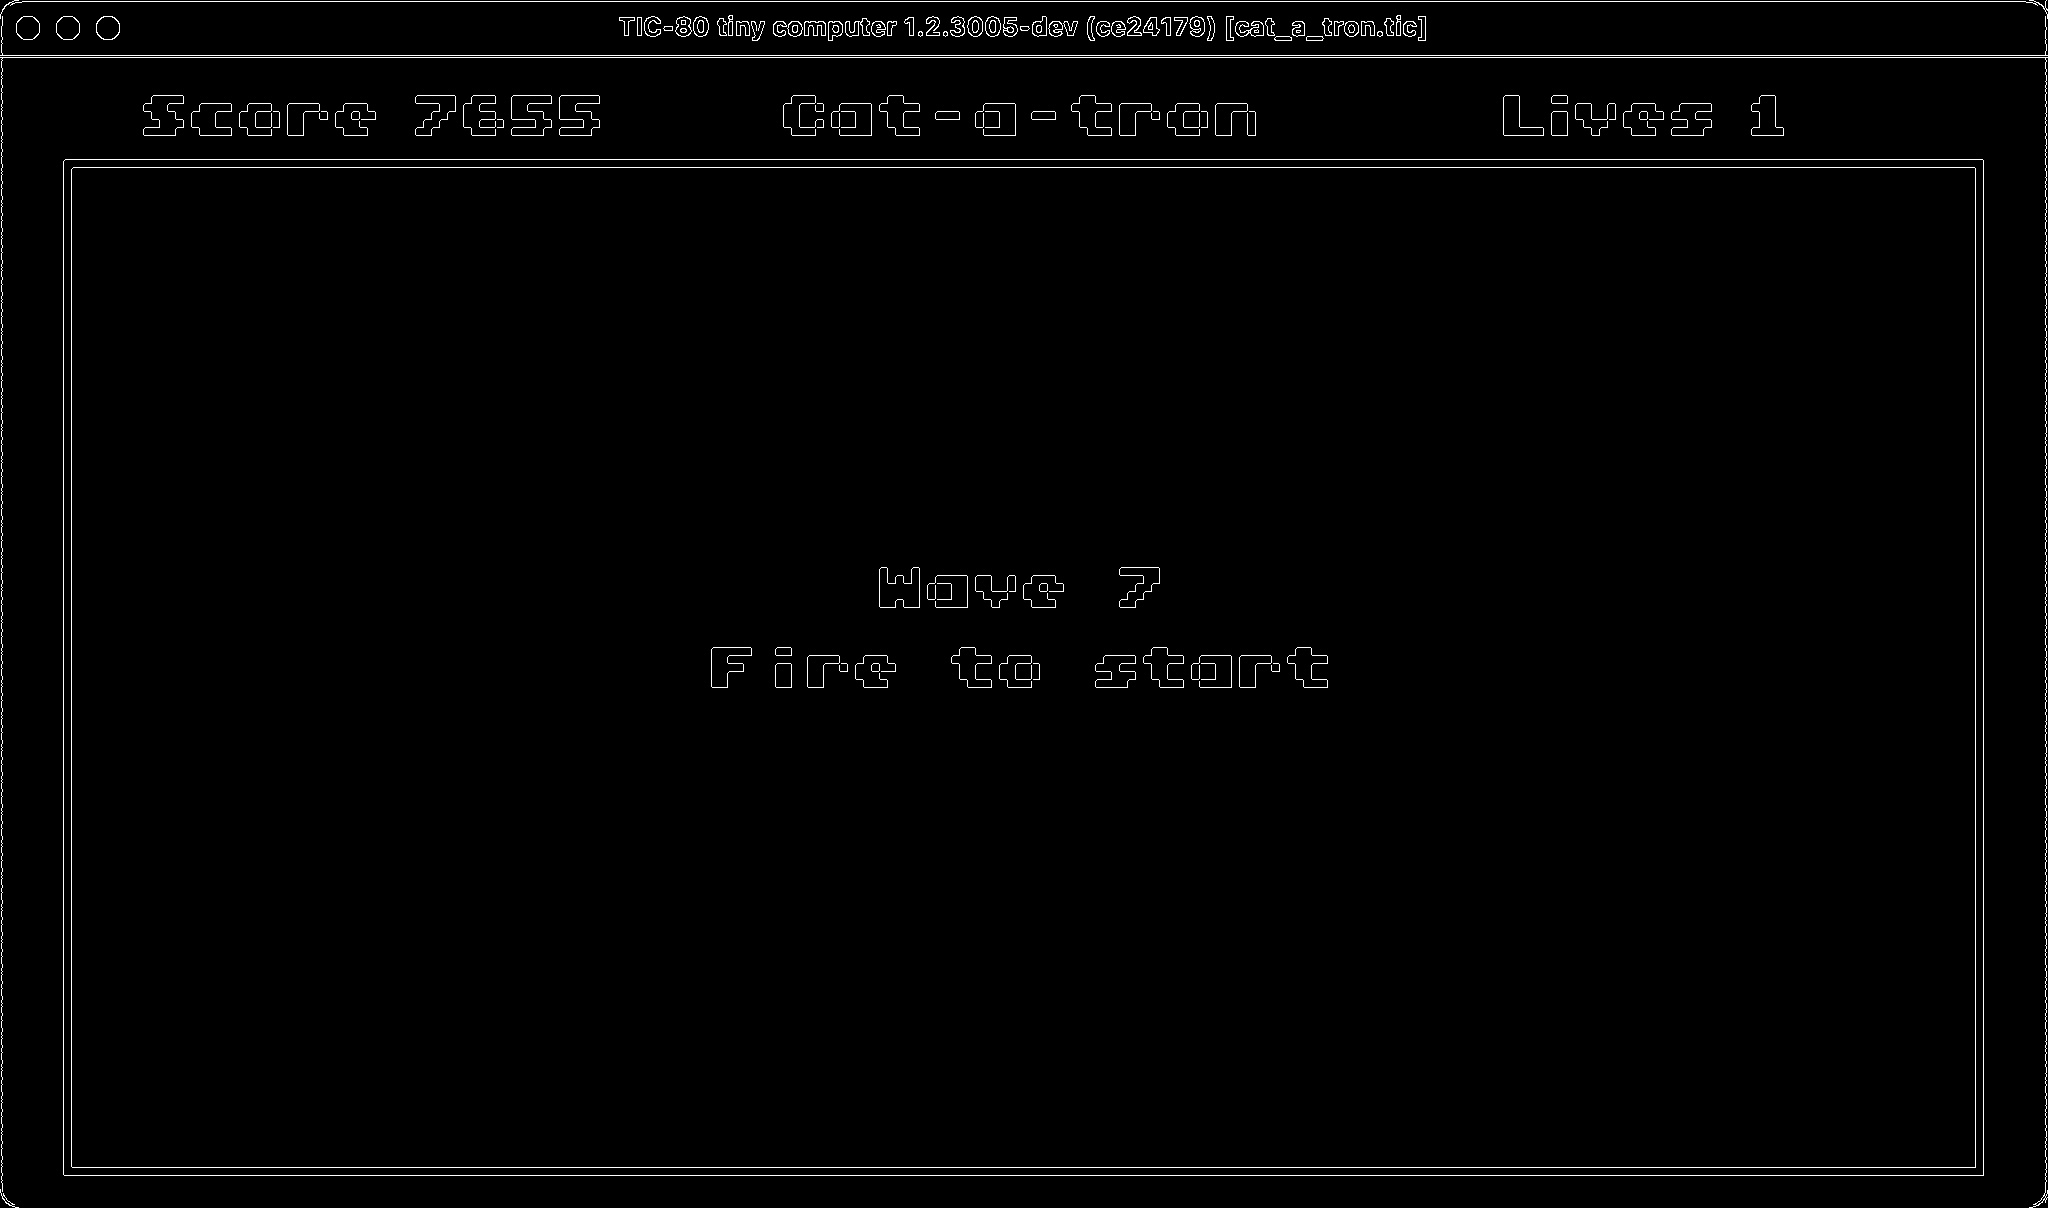 TIC-80 tiny computer 1.2.3005-dev (ce24179) [cat_a_tron.tic]
Score 7655 Cat-a-tron Lives 1
Wave 7
Fire to start